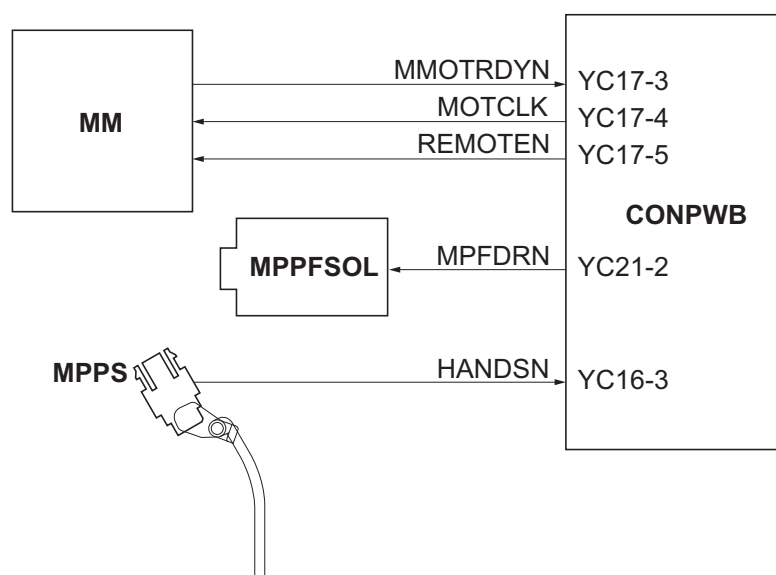 MM
MMOTRDYN
YC17-3
MOTCLK
YC17-4
REMOTEN
YC17-5
CONPWB
MPPFSOL
MPFDRN
YC21-2
MPPS
HANDSN
YC16-3